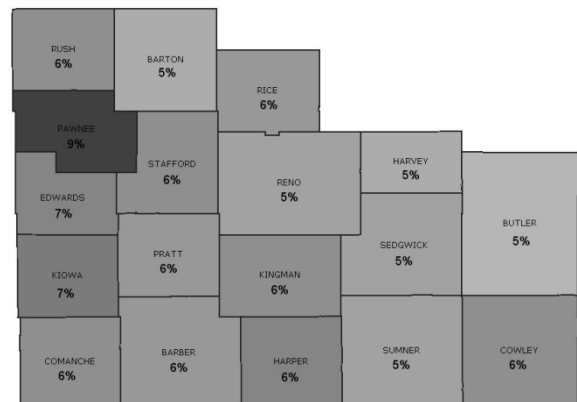 RUSH
6%
BARTON
5%
RICE
6%
PAWNEE
9%
STAFFORD
6%
RENO
5%
HARVEY
5%
EDWARDS
7%
BUTLER
5%
PRATT
6%
SEDGWICK
5%
KIOWA
7%
KINGMAN
6%
COMANCHE
6%
BARBER
6%
HARPER
6%
SUMNER
5%
COWLEY
6%